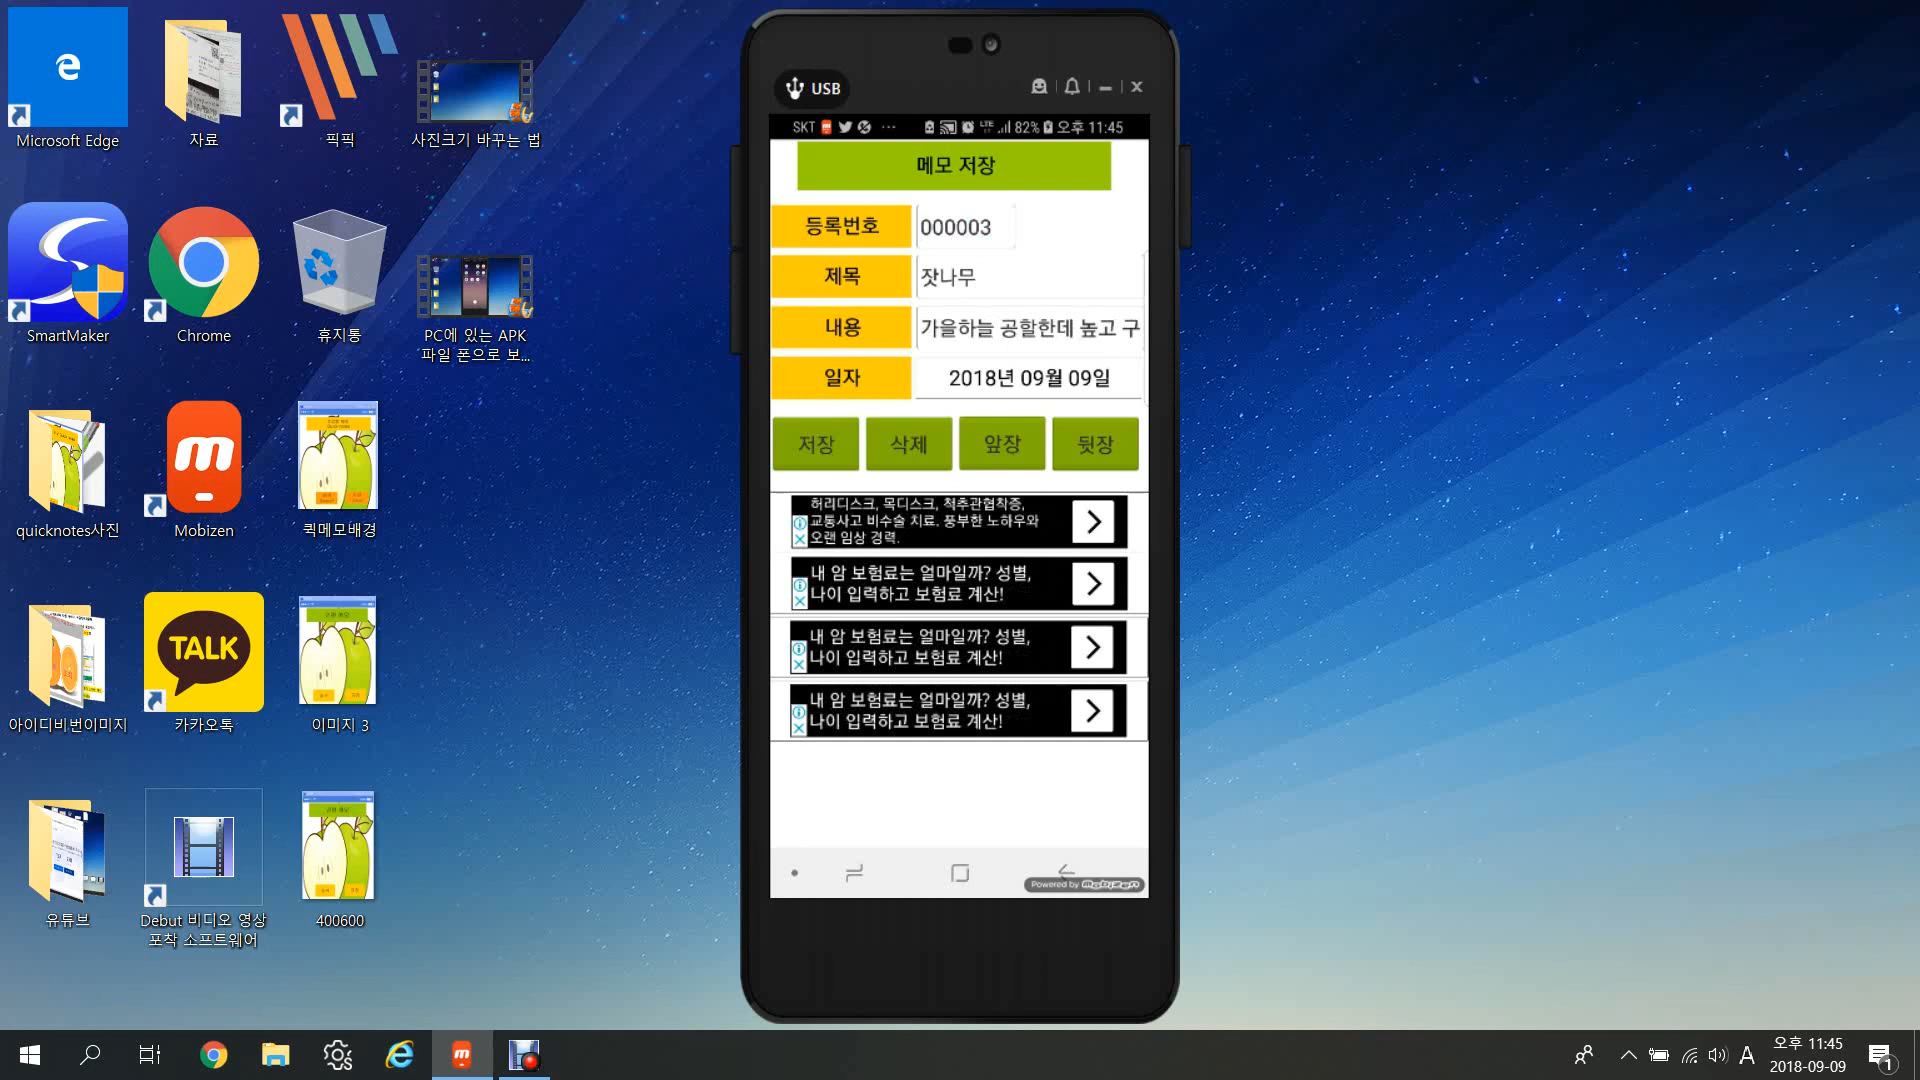 Microsoft Edge
자료
픽픽
사진크기 바꾸는 법
SmartMaker
Chrome
휴지통
PC에 있는 APK
파일 폰으로 보...
quicknotes사진
m
Mobizen
퀵메모배경
아이디비번이미지
TALK
카카오톡
이미지 3
유튜브
Debut 비디오 영상
포착 소프트웨어
400600
USB
SKT
LTE
82%
오후 11:45
메모 저장
등록번호
000003
제목
잣나무
내용
가을하늘 공할한데 높고 구
일자
2018년 09월 09일
저장
삭제
앞장
뒷장
허리디스크, 목디스크, 척추관협착증,
교통사고 비수술 치료. 풍부한 노하우와
오랜 임상 경력.
내 암 보험료는 얼마일까? 성별,
나이 입력하고 보험료 계산!
내 암 보험료는 얼마일까? 성별,
나이 입력하고 보험료 계산!
내 암 보험료는 얼마일까? 성별,
나이 입력하고 보험료 계산!
Powered by mobizen
A
오후 11:45
2018-09-09
1